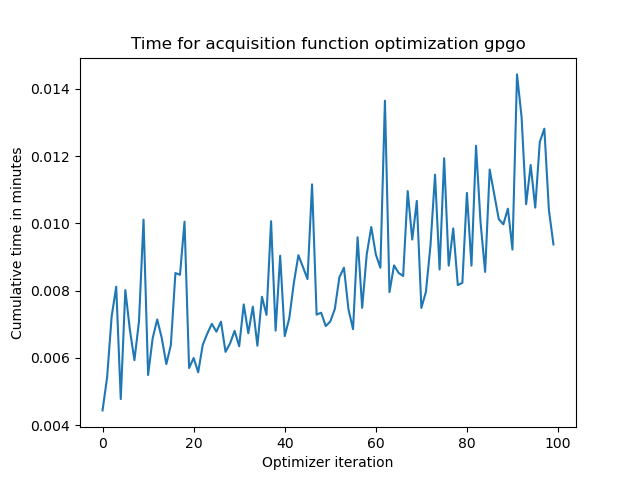 Time for acquisition function optimization gpgo
0.014
0.012
0.010
0.008
0.006
0.004
Cumulative time in minutes
0 20 40 60 80 100
Optimizer iteration